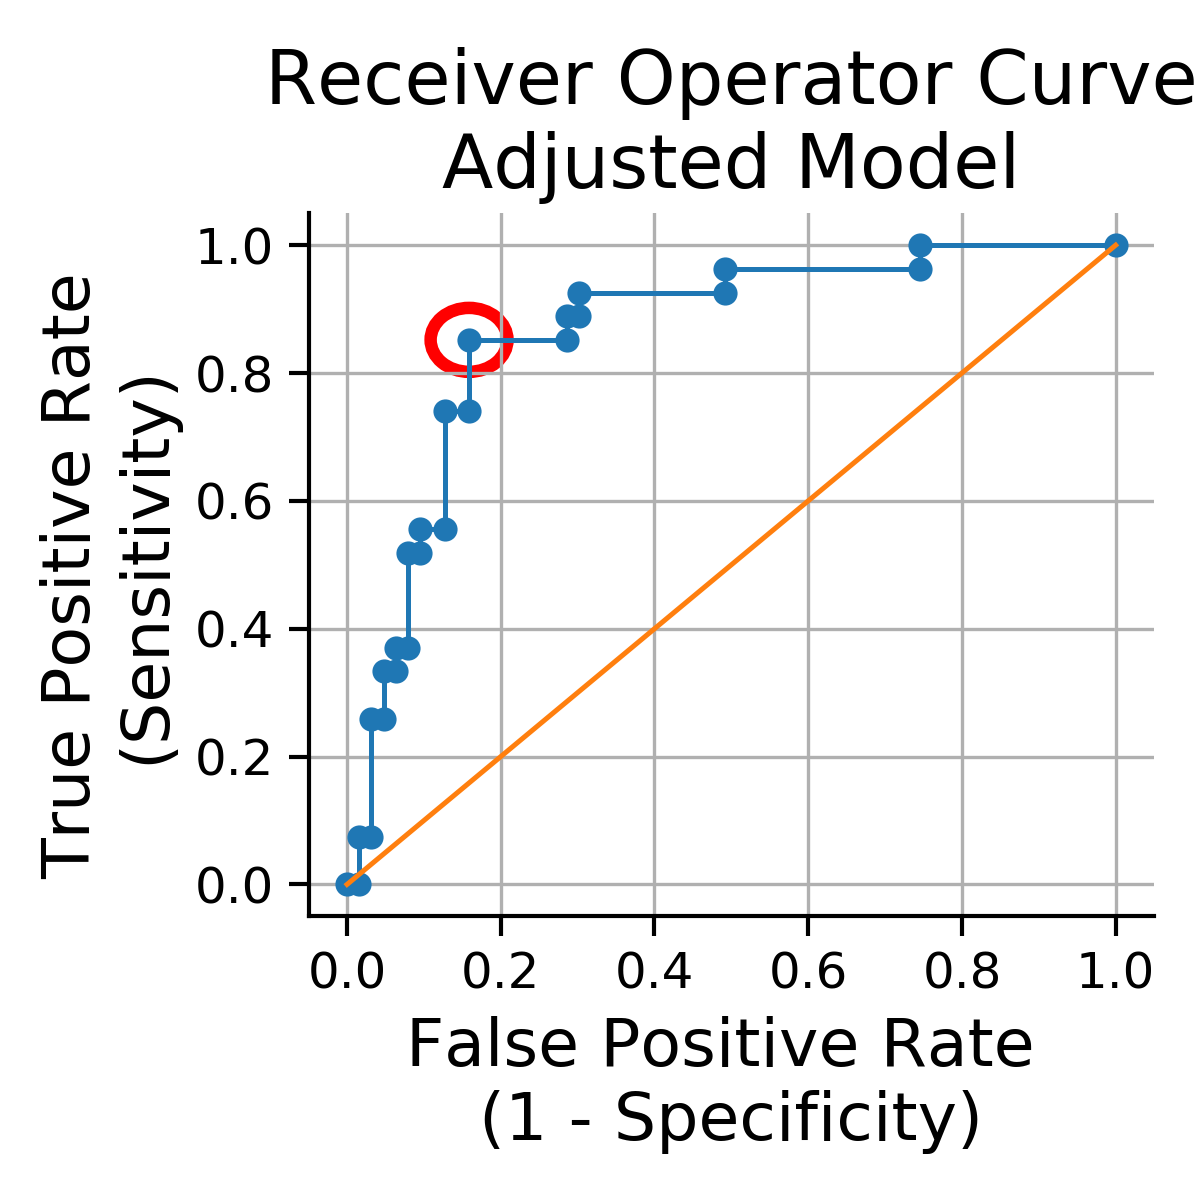 Receiver Operator Curve
Adjusted Model
True Positive Rate
(Sensitivity)
1.0
0.8
0.6
0.4
0.2
0.0
0.0 0.2 0.4 0.6 0.8 1.0
False Positive Rate
(1 - Specificity)